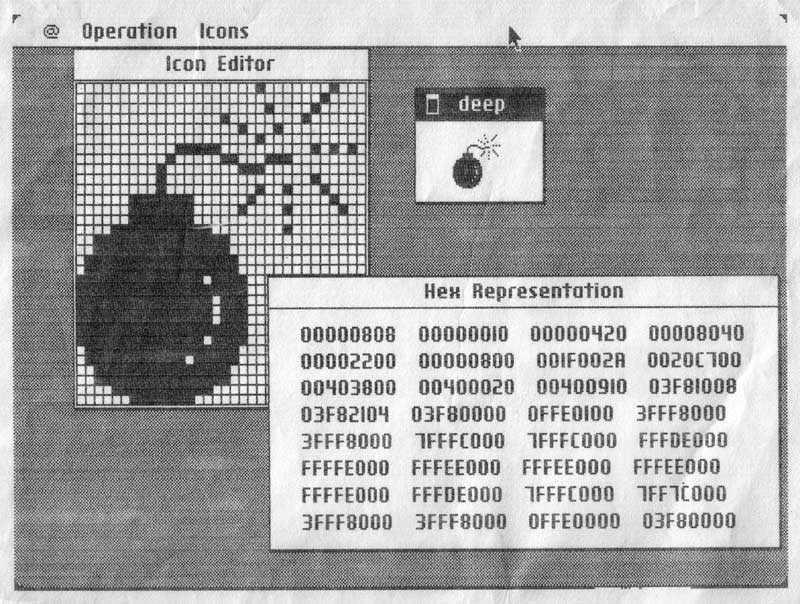 @ Operation Icons
Icon Editor
deep
Hex Representation
00000808 00000010 00000420 00008040
00002200 00000800 001F002A 0020C700
00403800 00400020 00400910 03F81008
03F82104 03F80000 0FFE0100 3FFF8000
3FFF8000 7FFFC000 7FFFC000 FFFDE000
FFFFE000 FFFEE000 FFFEE000 FFFEE000
FFFFE000 FFFDE000 7FFFC000 7FF7C000
3FFF8000 3FFF8000 0FFE0000 03F80000